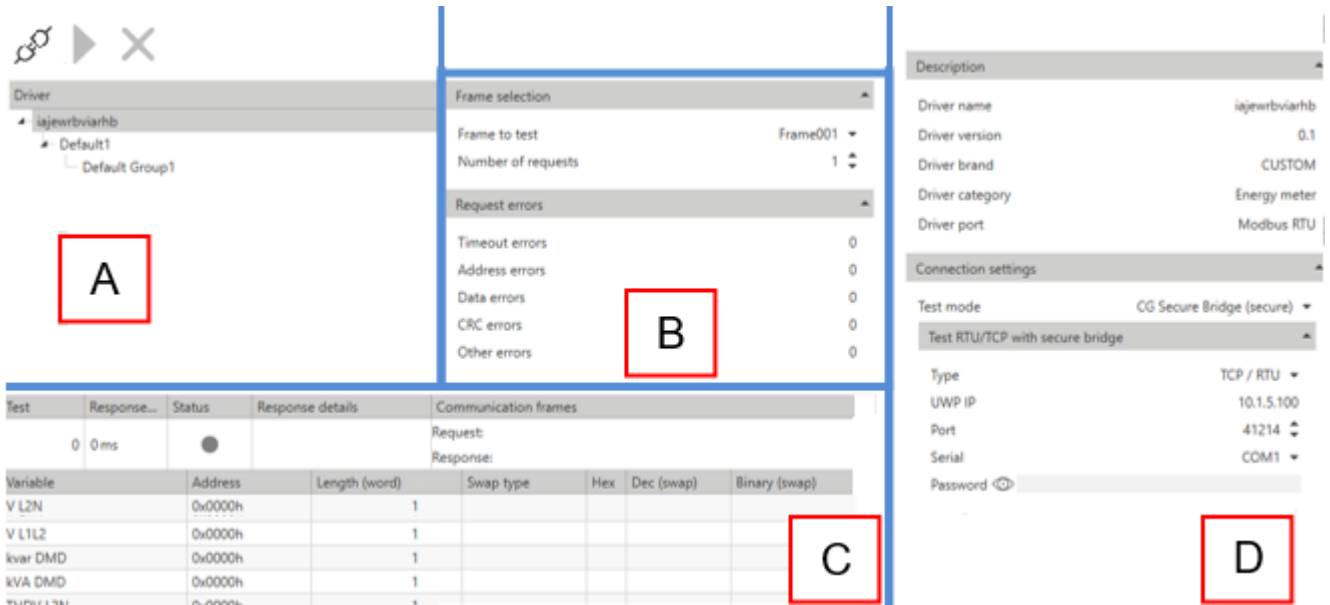 Driver
iajewrbviarhb
Default1
Default Group1
A
Frame selection
Frame to test Frame001
Number of requests 1
Request errors
Timeout errors 0
Address errors 0
Data errors 0
CRC errors 0
Other errors 0
B
Description
Driver name iajewrbviarhb
Driver version 0.1
Driver brand CUSTOM
Driver category Energy meter
Driver port Modbus RTU
Connection settings
Test mode CG Secure Bridge (secure)
Test RTU/TCP with secure bridge
Type TCP / RTU
UWP IP 10.1.5.100
Port 41214
Serial COM1
Password
D
Test Response... Status Response details Communication frames
0 0 ms Request:
Response:
Variable Address Length (word) Swap type Hex Dec (swap) Binary (swap)
V L2N 0x0000h 1
V L1L2 0x0000h 1
kvar DMD 0x0000h 1
kVA DMD 0x0000h 1
C